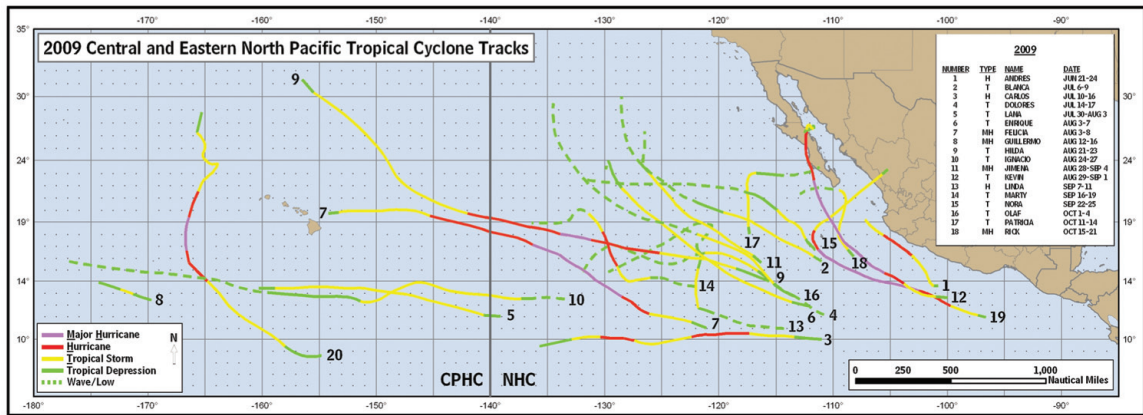 -170° -160° -150° -140° -130° -120° -110° -100° -90°
35°
2009 Central and Eastern North Pacific Tropical Cyclone Tracks
2009
NUMBER TYPE NAME DATE
1 H ANDRES JUN 21-24
2 T BLANCA JUL 6-9
3 H CARLOS JUL 10-16
4 T DOLORES JUL 14-17
5 T LANA JUL 30-AUG 3
6 T ENRIQUE AUG 3-7
7 MH FELICIA AUG 3-8
8 MH GUILLERMO AUG 12-16
9 T HILDA AUG 21-23
10 T IGNACIO AUG 24-27
11 MH JIMENA AUG 28-SEP 4
12 T KEVIN AUG 29-SEP 1
13 H LINDA SEP 7-11
14 T MARTY SEP 16-19
15 T NORA SEP 22-25
16 T OLAF OCT 1-4
17 T PATRICIA OCT 11-14
18 MH RICK OCT 15-21
9
30° 30°
24° 24°
7
19° 19°
17 15
11 2 18
9
14° 14 1 14°
8 10 16 12
5 6 4 19
7 13
10° 3 10°
20
Major Hurricane
Hurricane
Tropical Storm
Tropical Depression
Wave/Low
N
CPHC NHC
0 250 500 1,000
Nautical Miles
-180 -170° -160° -150° -140° -130° -120° -110° -100° -90° -85